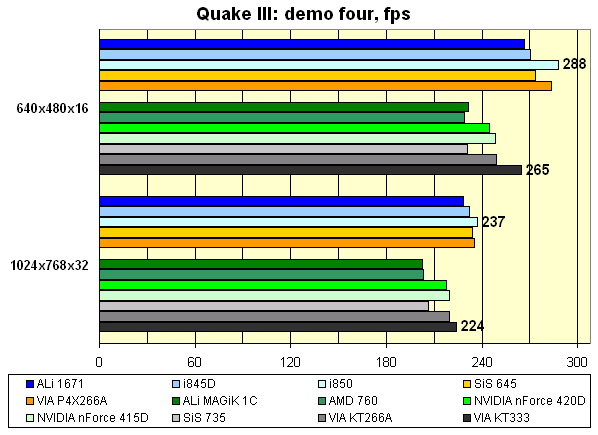 Quake III: demo four, fps
288
640x480x16
265
237
1024x768x32
224
0 60 120 180 240 300
ALi 1671 i845D i850 SiS 645
VIA P4X266A ALi MAGiK 1C AMD 760 NVIDIA nForce 420D
NVIDIA nForce 415D SiS 735 VIA KT266A VIA KT333